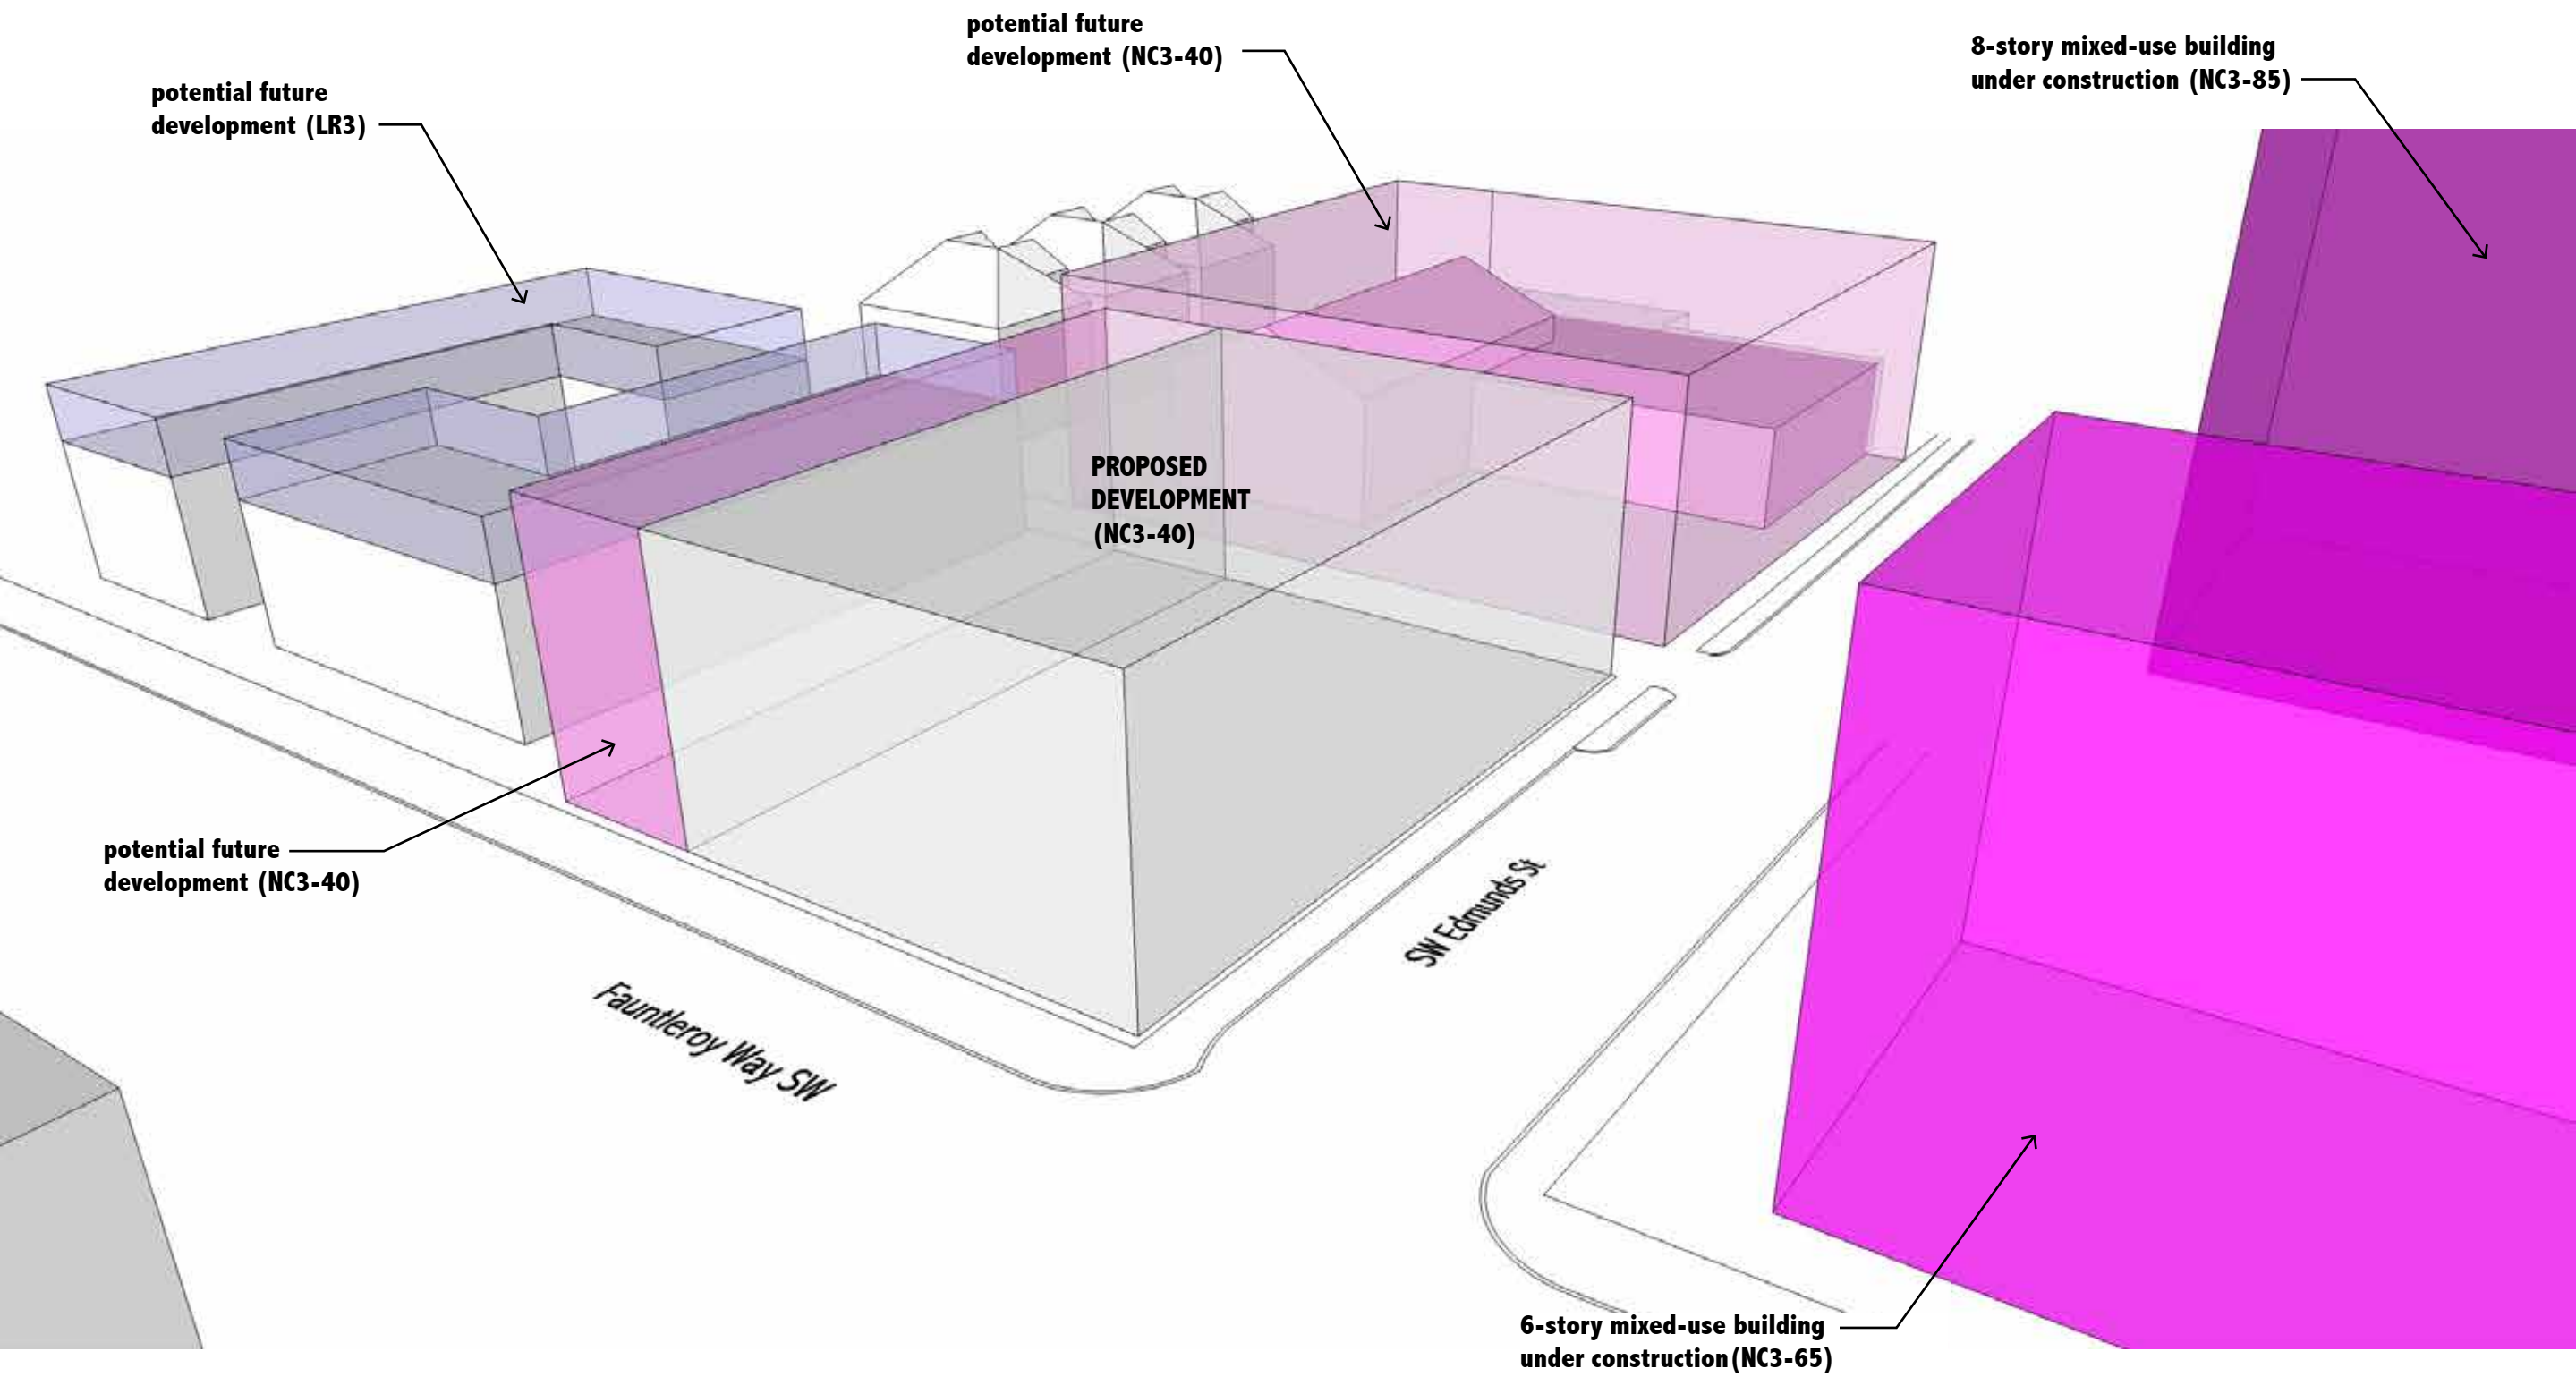 potential future
development (NC3-40)
8-story mixed-use building
under construction (NC3-85)
potential future
development (LR3)
PROPOSED
DEVELOPMENT
(NC3-40)
potential future
development (NC3-40)
SW Edmunds St
Fauntleroy Way SW
6-story mixed-use building
under construction (NC3-65)